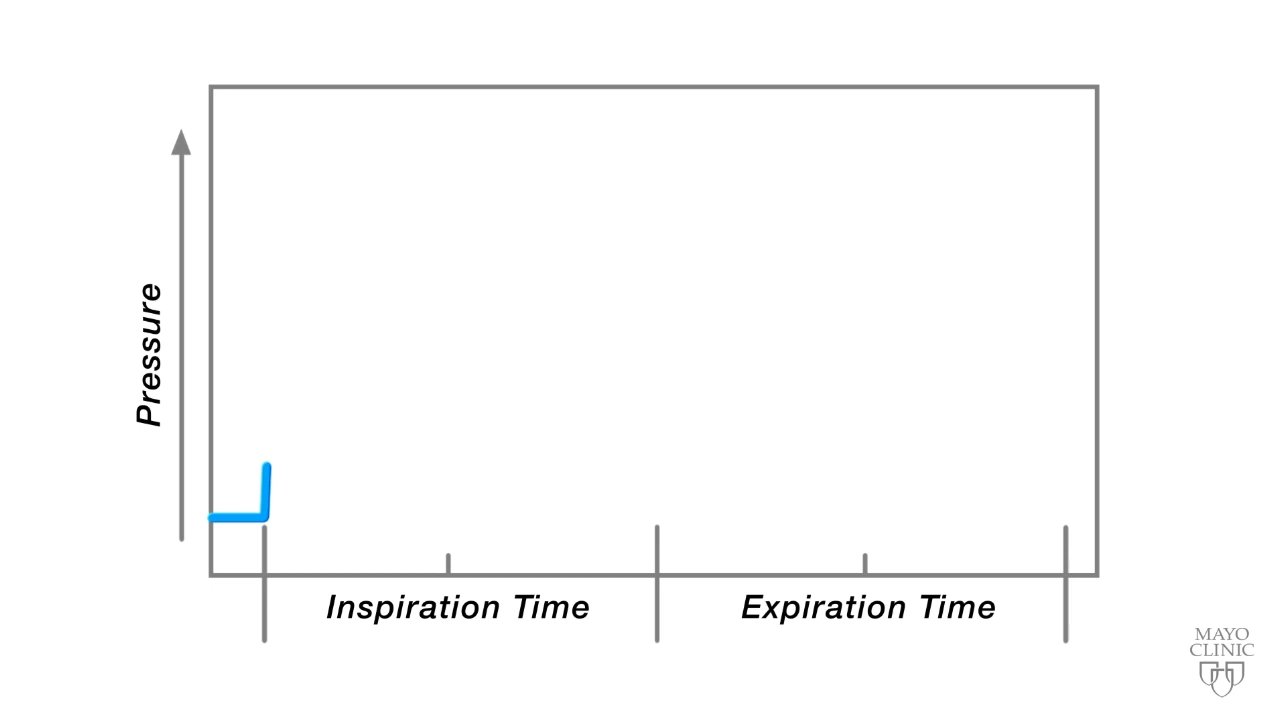 Pressure
Inspiration Time
Expiration Time
MAYO
CLINIC